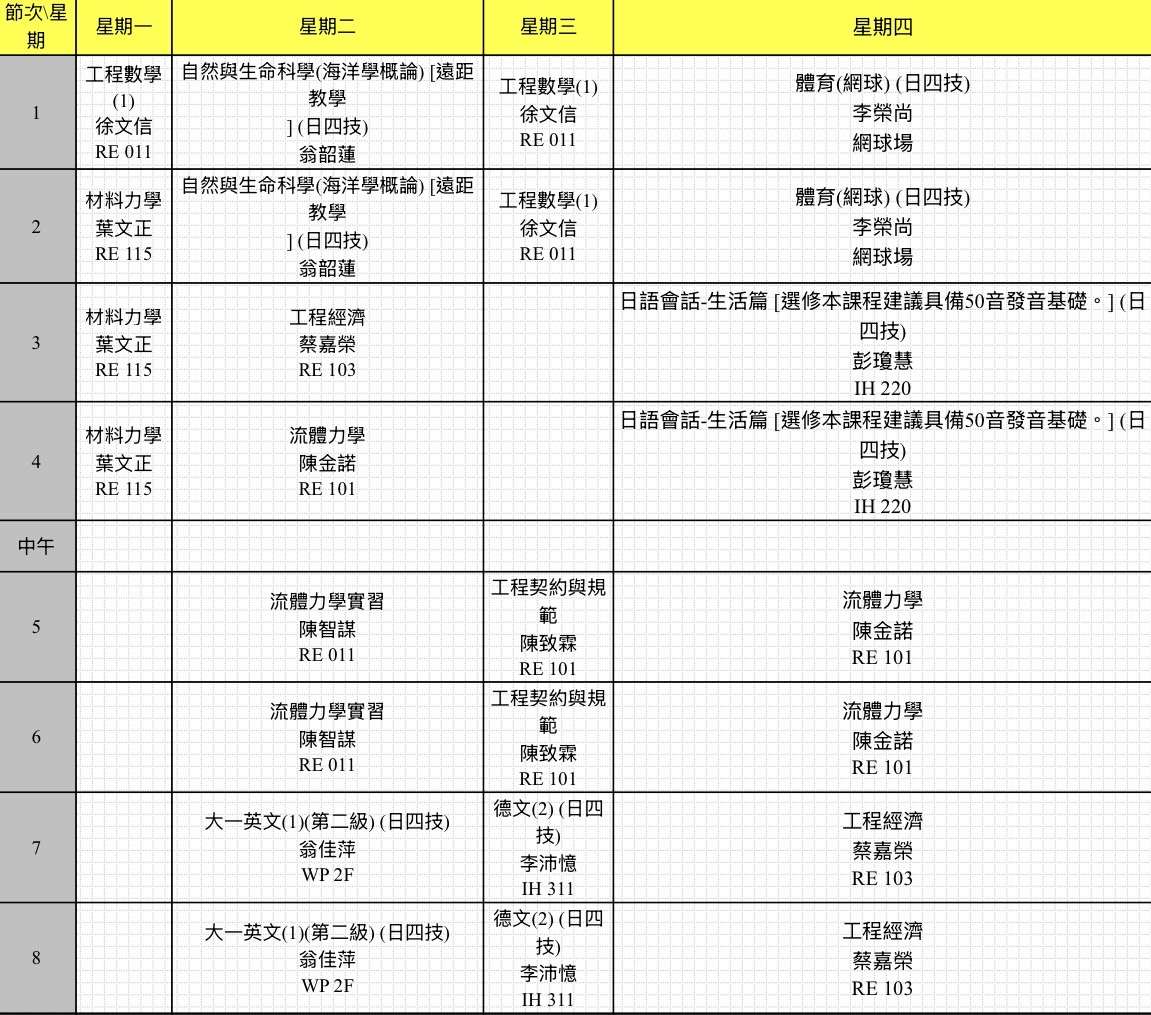 節次\星
期
星期一
星期二
星期三
星期四
1
工程數學
(1)
徐文信
RE 011
自然與生命科學(海洋學概論) [遠距
教學
] (日四技)
翁韶蓮
工程數學(1)
徐文信
RE 011
體育(網球) (日四技)
李榮尚
網球場
2
材料力學
葉文正
RE 115
自然與生命科學(海洋學概論) [遠距
教學
] (日四技)
翁韶蓮
工程數學(1)
徐文信
RE 011
體育(網球) (日四技)
李榮尚
網球場
3
材料力學
葉文正
RE 115
工程經濟
蔡嘉榮
RE 103
日語會話-生活篇 [選修本課程建議具備50音發音基礎。] (日
四技)
彭瓊慧
IH 220
4
材料力學
葉文正
RE 115
流體力學
陳金諾
RE 101
日語會話-生活篇 [選修本課程建議具備50音發音基礎。] (日
四技)
彭瓊慧
IH 220
中午
5
流體力學實習
陳智謀
RE 011
工程契約與規
範
陳致霖
RE 101
流體力學
陳金諾
RE 101
6
流體力學實習
陳智謀
RE 011
工程契約與規
範
陳致霖
RE 101
流體力學
陳金諾
RE 101
7
大一英文(1)(第二級) (日四技)
翁佳萍
WP 2F
德文(2) (日四
技)
李沛憶
IH 311
工程經濟
蔡嘉榮
RE 103
8
大一英文(1)(第二級) (日四技)
翁佳萍
WP 2F
德文(2) (日四
技)
李沛憶
IH 311
工程經濟
蔡嘉榮
RE 103